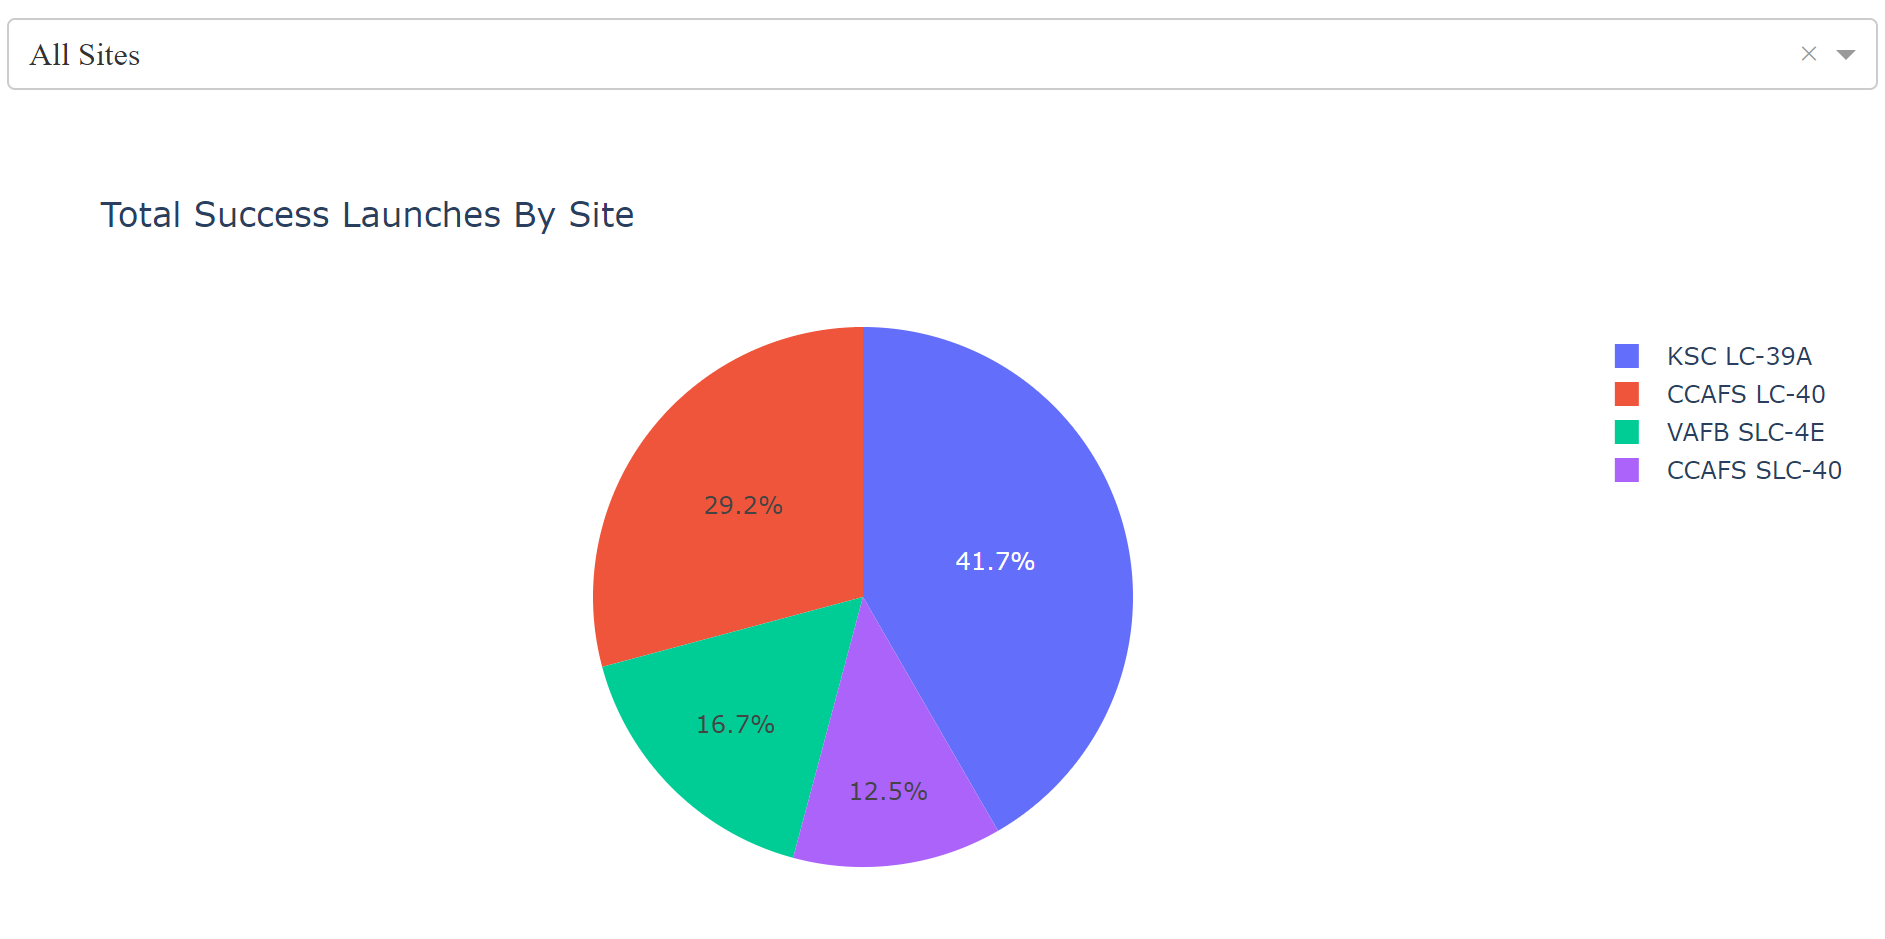 All Sites
Total Success Launches By Site
KSC LC-39A
CCAFS LC-40
VAFB SLC-4E
CCAFS SLC-40
29.2%
41.7%
16.7%
12.5%